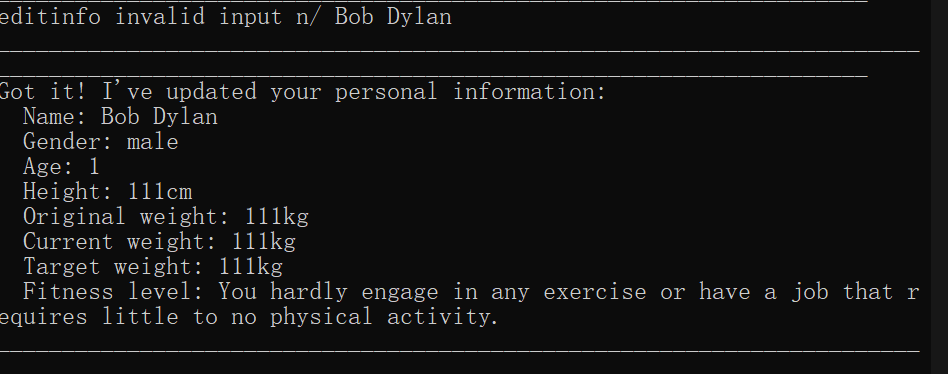 editinfo invalid input n/ Bob Dylan
Got it! I've updated your personal information:
Name: Bob Dylan
Gender: male
Age: 1
Height: 111cm
Original weight: 111kg
Current weight: 111kg
Target weight: 111kg
Fitness level: You hardly engage in any exercise or have a job that r
equires little to no physical activity.